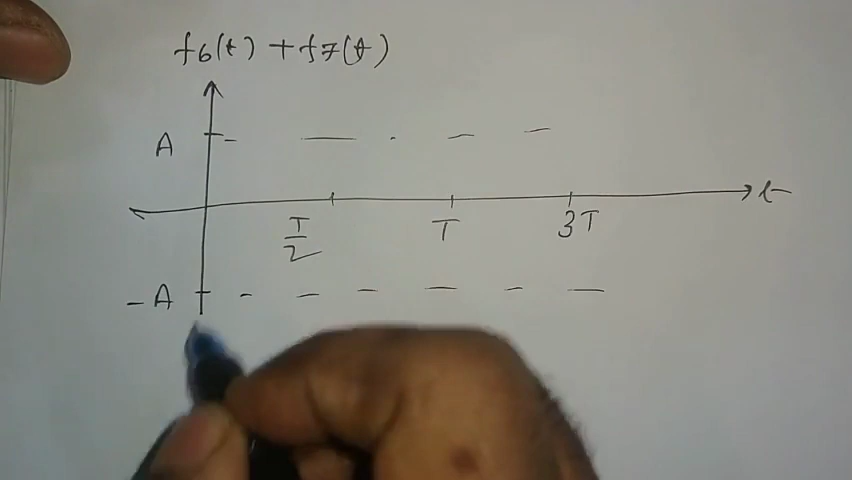 f6(t) + f7(t)
A
t
T/2
T
3T
-A